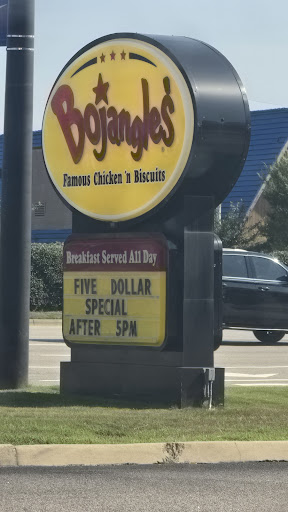 Bojangles'
Famous Chicken 'n Biscuits
Breakfast Served All Day
FIVE DOLLAR
SPECIAL
AFTER 5PM